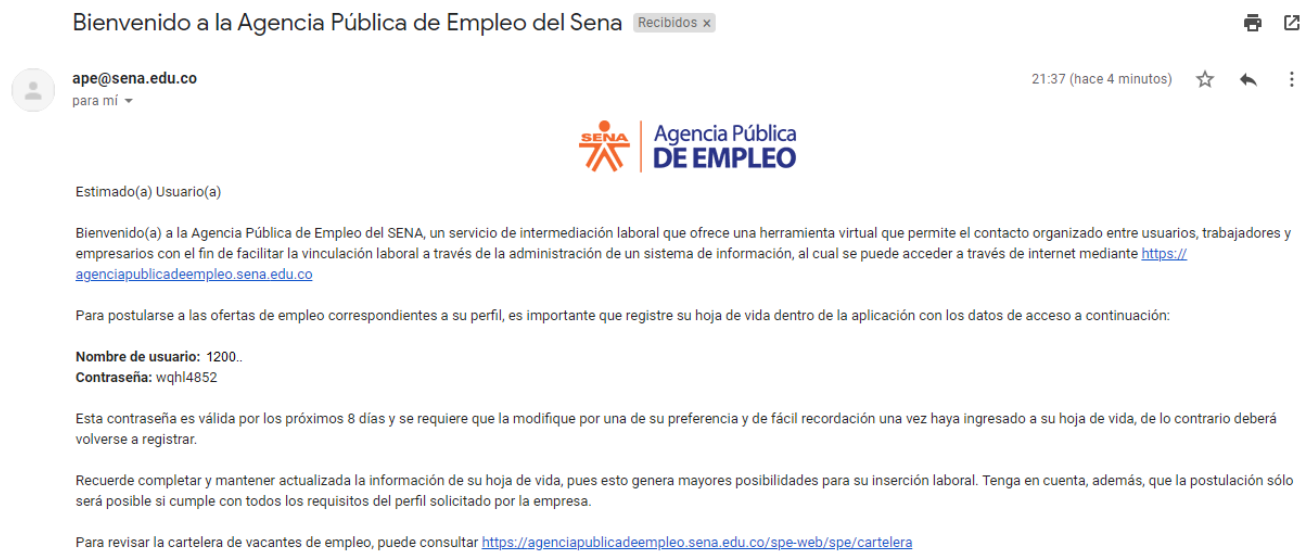 Bienvenido a la Agencia Pública de Empleo del Sena Recibidos x
ape@sena.edu.co 21:37 (hace 4 minutos)
para mí
SENA Agencia Pública
DE EMPLEO
Estimado(a) Usuario(a)
Bienvenido(a) a la Agencia Pública de Empleo del SENA, un servicio de intermediación laboral que ofrece una herramienta virtual que permite el contacto organizado entre usuarios, trabajadores y
empresarios con el fin de facilitar la vinculación laboral a través de la administración de un sistema de información, al cual se puede acceder a través de internet mediante https://
agenciapublicadeempleo.sena.edu.co
Para postularse a las ofertas de empleo correspondientes a su perfil, es importante que registre su hoja de vida dentro de la aplicación con los datos de acceso a continuación:
Nombre de usuario: 1200..
Contraseña: wqhl4852
Esta contraseña es válida por los próximos 8 días y se requiere que la modifique por una de su preferencia y de fácil recordación una vez haya ingresado a su hoja de vida, de lo contrario deberá
volverse a registrar.
Recuerde completar y mantener actualizada la información de su hoja de vida, pues esto genera mayores posibilidades para su inserción laboral. Tenga en cuenta, además, que la postulación sólo
será posible si cumple con todos los requisitos del perfil solicitado por la empresa.
Para revisar la cartelera de vacantes de empleo, puede consultar https://agenciapublicadeempleo.sena.edu.co/spe-web/spe/cartelera